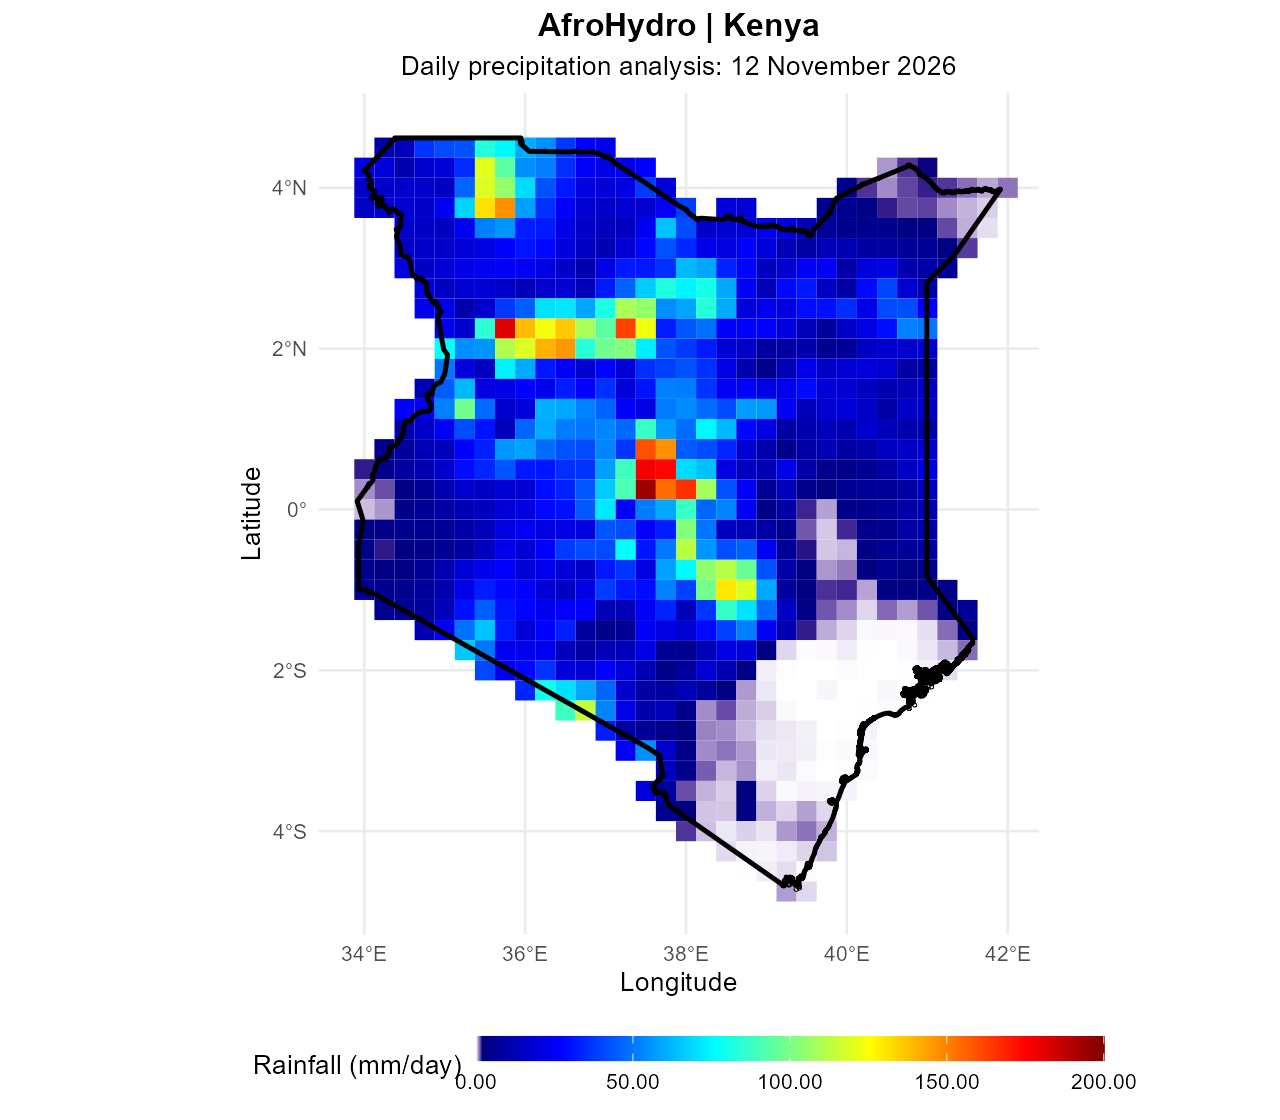 AfroHydro | Kenya
Daily precipitation analysis: 12 November 2026
4°N
2°N
0°
2°S
4°S
Latitude
34°E 36°E 38°E 40°E 42°E
Longitude
Rainfall (mm/day)
0.00 50.00 100.00 150.00 200.00